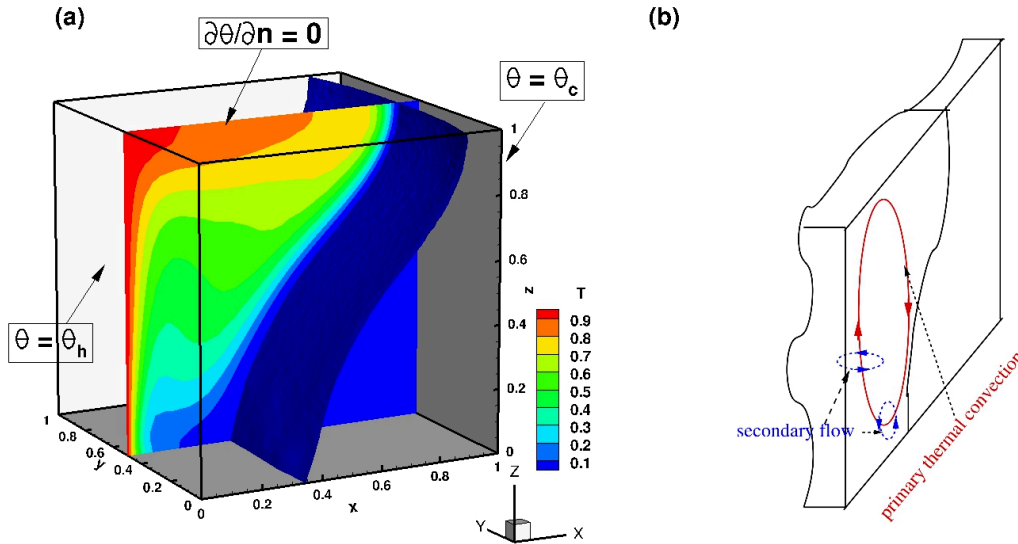 (a)
∂θ/∂n = 0
θ = θc
θ = θh
1
0.8
0.6
0.4
0.2
0
z
T
0.9
0.8
0.7
0.6
0.5
0.4
0.3
0.2
0.1
1
0.8
0.6
0.4
0.2
0
y
0
0.2
0.4
0.6
0.8
1
x
Z
Y
X
(b)
secondary flow
primary thermal convection